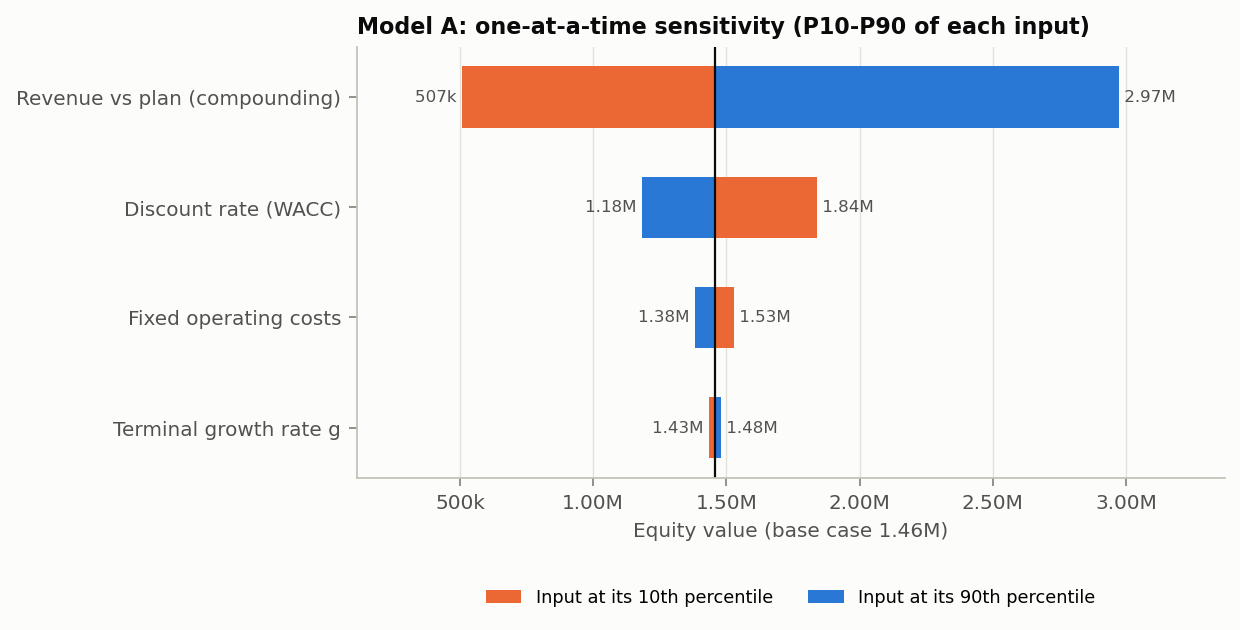 Model A: one-at-a-time sensitivity (P10-P90 of each input)
Revenue vs plan (compounding)
507k
2.97M
Discount rate (WACC)
1.18M
1.84M
Fixed operating costs
1.38M
1.53M
Terminal growth rate g
1.43M
1.48M
500k
1.00M
1.50M
2.00M
2.50M
3.00M
Equity value (base case 1.46M)
Input at its 10th percentile
Input at its 90th percentile